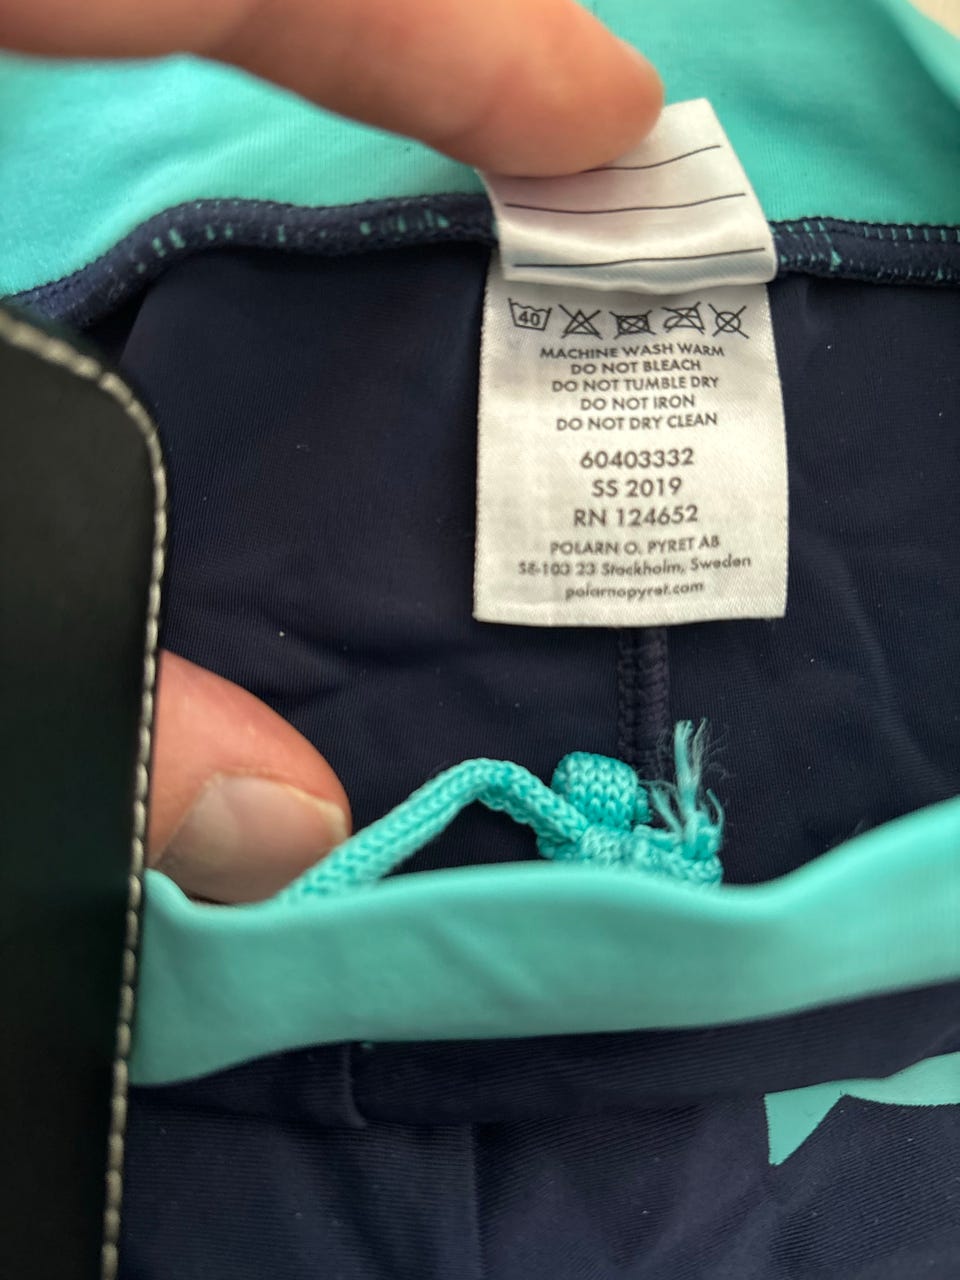 40
MACHINE WASH WARM
DO NOT BLEACH
DO NOT TUMBLE DRY
DO NOT IRON
DO NOT DRY CLEAN
60403332
SS 2019
RN 124652
POLARN O. PYRET AB
SE-103 23 Stockholm, Sweden
polarnopyret.com